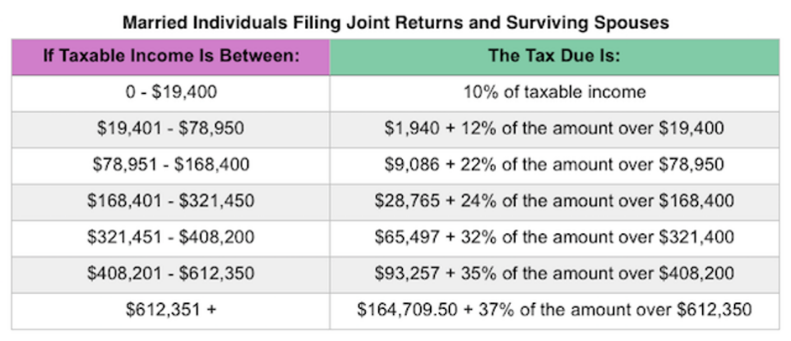 Married Individuals Filing Joint Returns and Surviving Spouses
If Taxable Income Is Between: The Tax Due Is:
0 - $19,400 10% of taxable income
$19,401 - $78,950 $1,940 + 12% of the amount over $19,400
$78,951 - $168,400 $9,086 + 22% of the amount over $78,950
$168,401 - $321,450 $28,765 + 24% of the amount over $168,400
$321,451 - $408,200 $65,497 + 32% of the amount over $321,400
$408,201 - $612,350 $93,257 + 35% of the amount over $408,200
$612,351 + $164,709.50 + 37% of the amount over $612,350